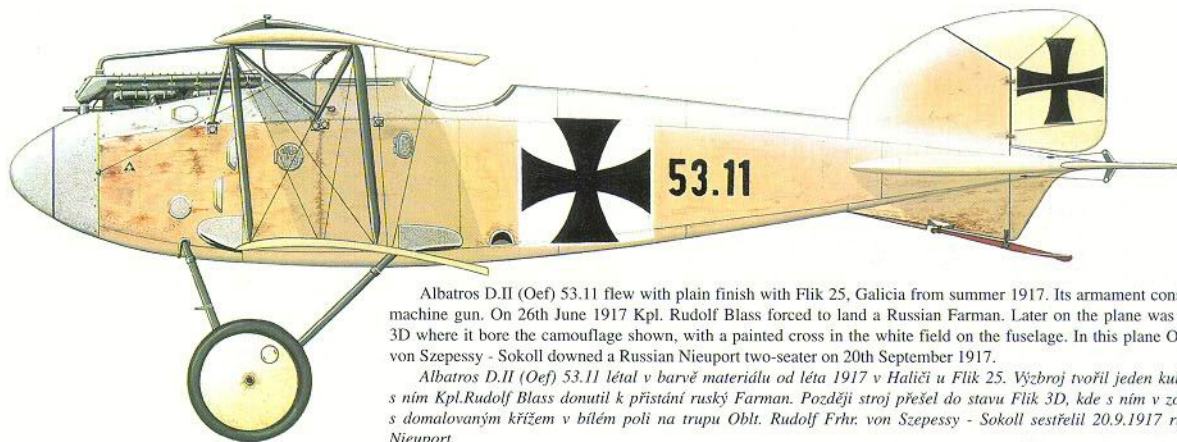 53.11
Albatros D.II (Oef) 53.11 flew with plain finish with Flik 25, Galicia from summer 1917. Its armament con
machine gun. On 26th June 1917 Kpl. Rudolf Blass forced to land a Russian Farman. Later on the plane was
3D where it bore the camouflage shown, with a painted cross in the white field on the fuselage. In this plane O
von Szepessy - Sokoll downed a Russian Nieuport two-seater on 20th September 1917.
Albatros D.II (Oef) 53.11 létal v barvě materiálu od léta 1917 v Haliči u Flik 25. Výzbroj tvořil jeden kul
s ním Kpl.Rudolf Blass donutil k přistání ruský Farman. Později stroj přešel do stavu Flik 3D, kde s ním v zo
s domalovaným křížem v bílém poli na trupu Oblt. Rudolf Frhr. von Szepessy - Sokoll sestřelil 20.9.1917 r
Nieuport